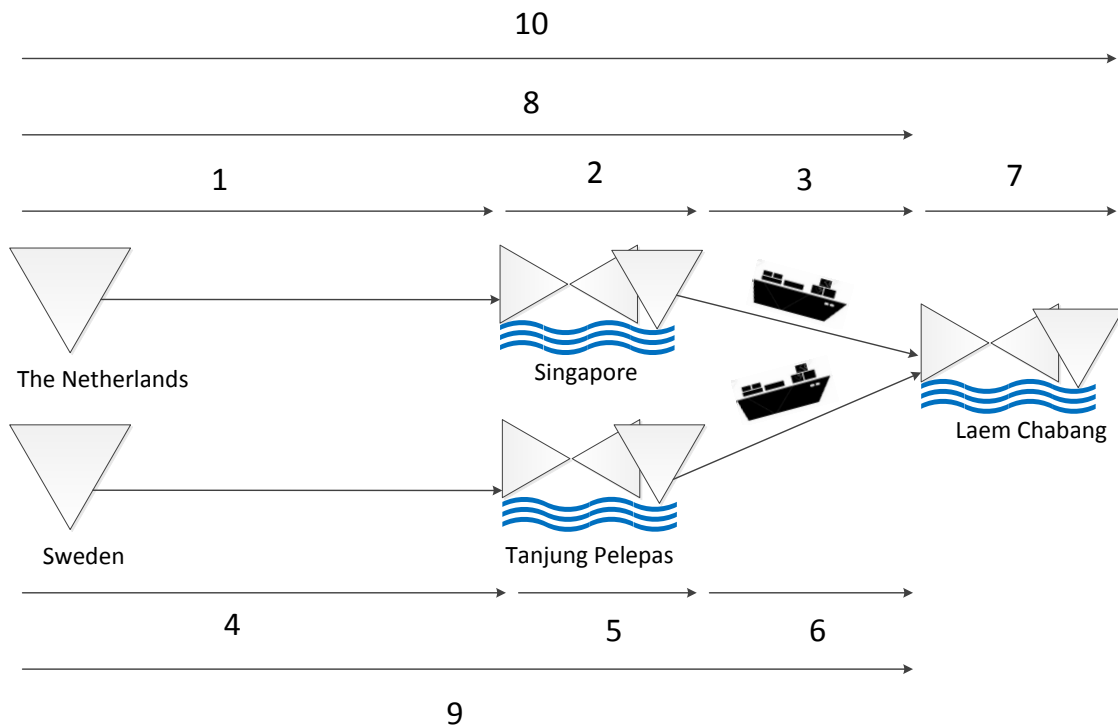 10
8
1
2
3
7
The Netherlands
Singapore
Laem Chabang
Sweden
Tanjung Pelepas
4
5
6
9